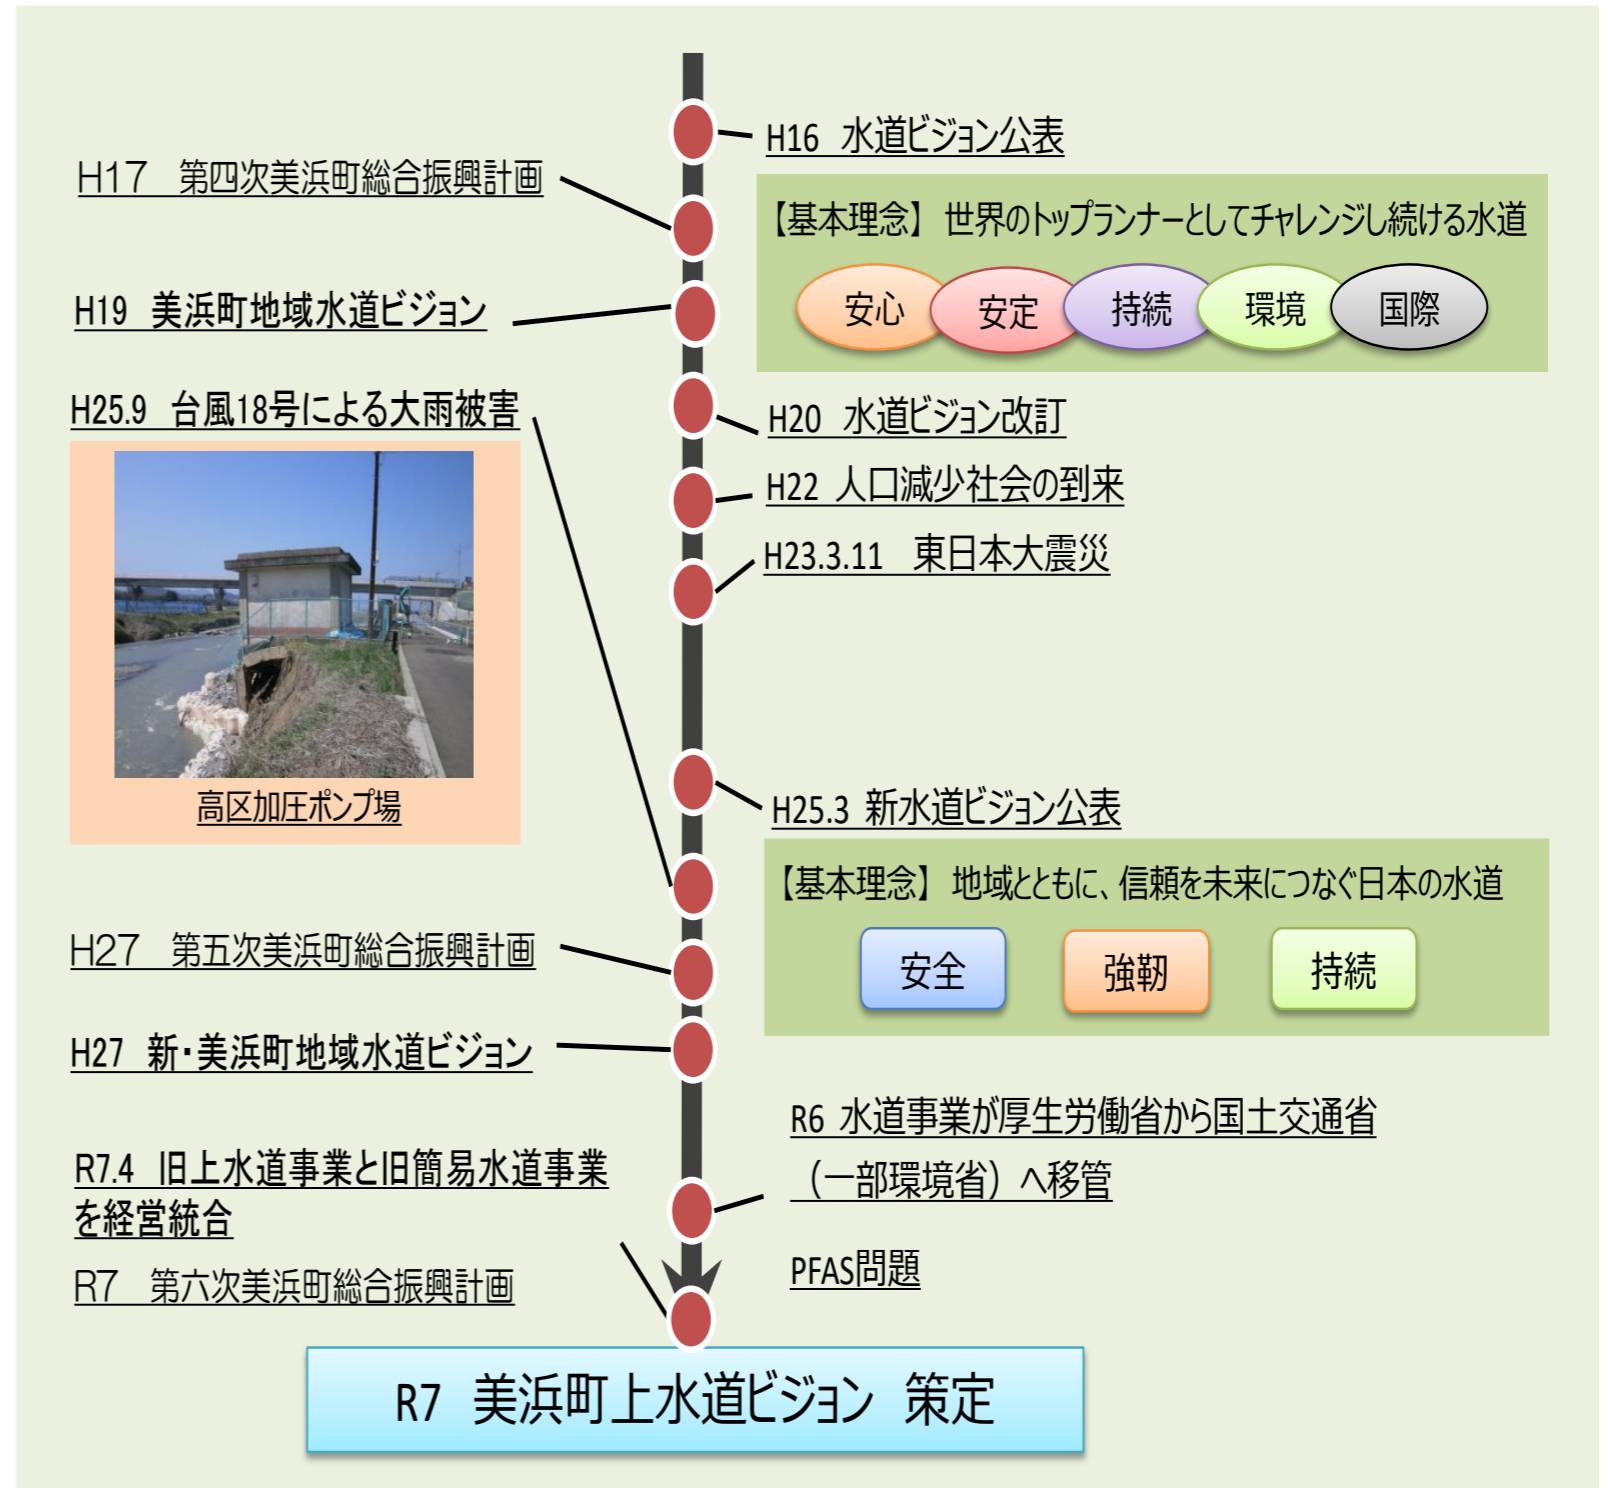 H16 水道ビジョン公表
H17 第四次美浜町総合振興計画
【基本理念】 世界のトップランナーとしてチャレンジし続ける水道
安心 安定 持続 環境 国際
H19 美浜町地域水道ビジョン
H20 水道ビジョン改訂
H22 人口減少社会の到来
H23.3.11 東日本大震災
H25.9 台風18号による大雨被害
高区加圧ポンプ場
H25.3 新水道ビジョン公表
【基本理念】 地域とともに、信頼を未来につなぐ日本の水道
安全 強靭 持続
H27 第五次美浜町総合振興計画
H27 新・美浜町地域水道ビジョン
R6 水道事業が厚生労働省から国土交通省
（一部環境省）へ移管
PFAS問題
R7.4 旧上水道事業と旧簡易水道事業
を経営統合
R7 第六次美浜町総合振興計画
R7 美浜町上水道ビジョン 策定